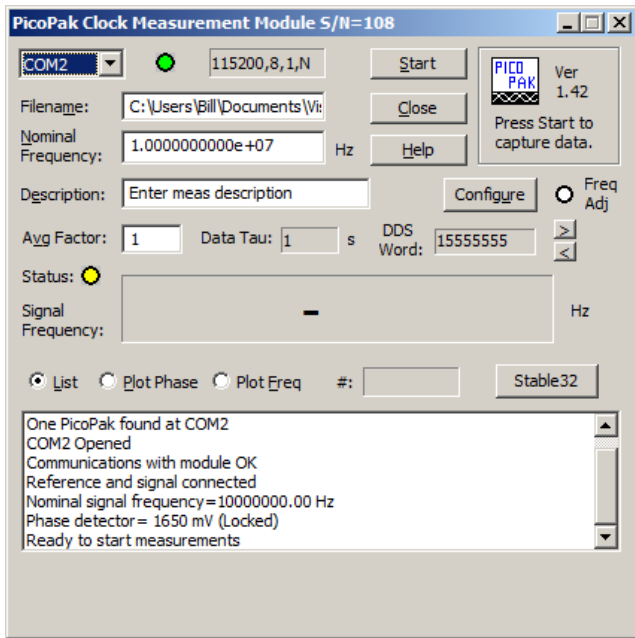 PicoPak Clock Measurement Module S/N=108
COM2
115200,8,1,N
Start
PICO
PAK
Ver
1.42
Press Start to
capture data.
Filename:
C:\Users\Bill\Documents\Vis
Close
Nominal
Frequency:
1.0000000000e+07
Hz
Help
Description:
Enter meas description
Configure
Freq
Adj
Avg Factor:
1
Data Tau:
1
s
DDS
Word:
15555555
>
<
Status:
Signal
Frequency:
-
Hz
List
Plot Phase
Plot Freq
#:
Stable32
One PicoPak found at COM2
COM2 Opened
Communications with module OK
Reference and signal connected
Nominal signal frequency=10000000.00 Hz
Phase detector= 1650 mV (Locked)
Ready to start measurements